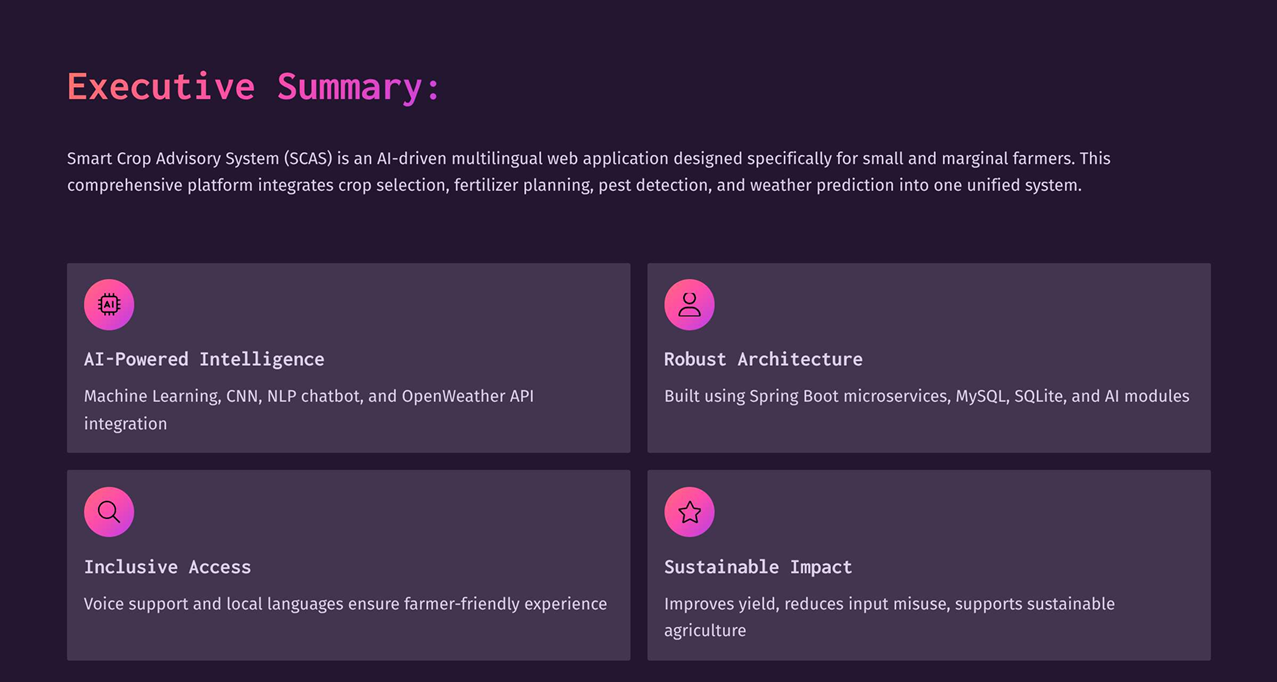 Executive Summary:
Smart Crop Advisory System (SCAS) is an AI-driven multilingual web application designed specifically for small and marginal farmers. This
comprehensive platform integrates crop selection, fertilizer planning, pest detection, and weather prediction into one unified system.
AI
AI-Powered Intelligence
Machine Learning, CNN, NLP chatbot, and OpenWeather API
integration
Robust Architecture
Built using Spring Boot microservices, MySQL, SQLite, and AI modules
Inclusive Access
Voice support and local languages ensure farmer-friendly experience
Sustainable Impact
Improves yield, reduces input misuse, supports sustainable
agriculture